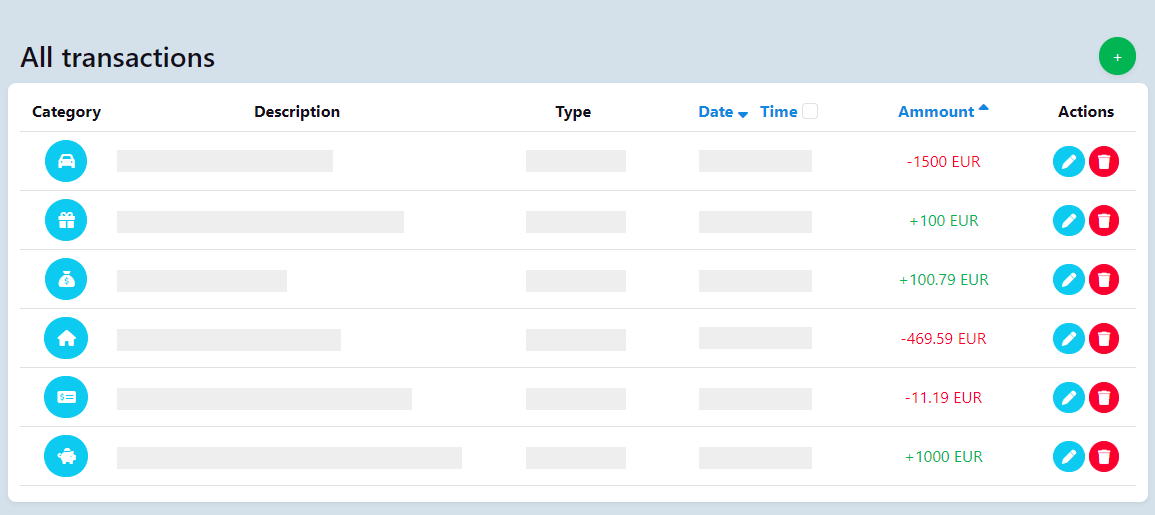 All transactions
+
Category Description Type Date Time Ammount Actions
-1500 EUR
+100 EUR
$
+100.79 EUR
-469.59 EUR
$
-11.19 EUR
+1000 EUR